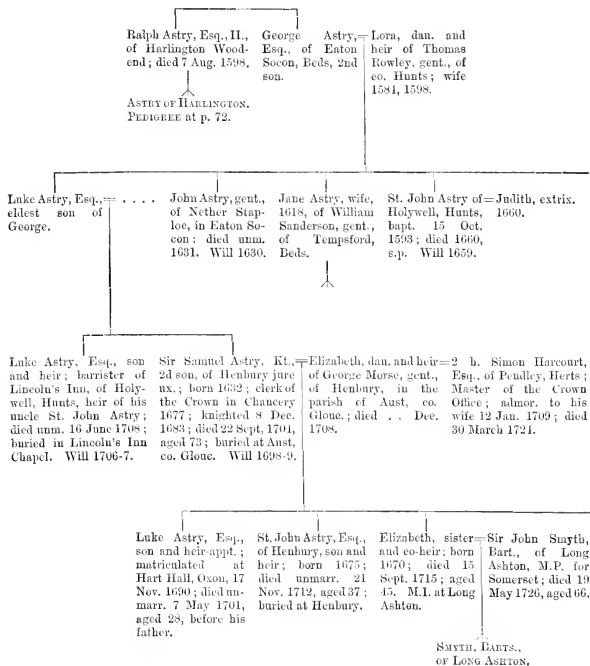 Ralph Astry, Esq., II.,
of Harlington Wood-
end; died 7 Aug. 1598.
ASTRY OF HARLINGTON.
PEDIGREE at p. 72.
George Astry,=
Esq., of Eaton
Socon, Beds, 2nd
son.
Lora, dau. and
heir of Thomas
Rowley, gent., of
co. Hunts; wife
1584, 1598.
Luke Astry, Esq.,= . . . .
eldest son of
George.
John Astry, gent.,
of Nether Stap-
loe, in Eaton So-
con: died unm.
1631. Will 1630.
Jane Astry, wife,
1618, of William
Sanderson, gent.,
of Tempsford,
Beds.
St. John Astry of=
Holywell, Hunts,
bapt. 15 Oct.
1593; died 1660,
s.p. Will 1659.
Judith, extrix.
1660.
Luke Astry, Esq., son
and heir; barrister of
Lincoln's Inn, of Holy-
well, Hunts, heir of his
uncle St. John Astry;
died unm. 16 June 1708;
buried in Lincoln's Inn
Chapel. Will 1706-7.
Sir Samuel Astry, Kt.,=
2d son, of Henbury jure
ux.; born 1632; clerk of
the Crown in Chancery
1677; knighted 8 Dec.
1683; died 22 Sept. 1704,
aged 73; buried at Aust,
co. Glouc. Will 1698-9.
Elizabeth, dau. and heir=
of George Morse, gent.,
of Henbury, in the
parish of Aust, co.
Glouc.; died . . Dec.
1708.
2 h. Simon Harcourt,
Esq., of Pendley, Herts;
Master of the Crown
Office; admor. to his
wife 12 Jan. 1709; died
30 March 1724.
Luke Astry, Esq.,
son and heir-appt.;
matriculated at
Hart Hall, Oxon, 17
Nov. 1690; died un-
marr. 7 May 1701,
aged 28, before his
father.
St. John Astry, Esq.,
of Henbury, son and
heir; born 1675;
died unmarr. 21
Nov. 1712, aged 37;
buried at Henbury.
Elizabeth, sister=
and co-heir; born
1670; died 15
Sept. 1715; aged
45. M.I. at Long
Ashton.
Sir John Smyth,
Bart., of Long
Ashton, M.P. for
Somerset; died 19
May 1726, aged 66.
SMYTH, BARTS.,
OF LONG ASHTON.